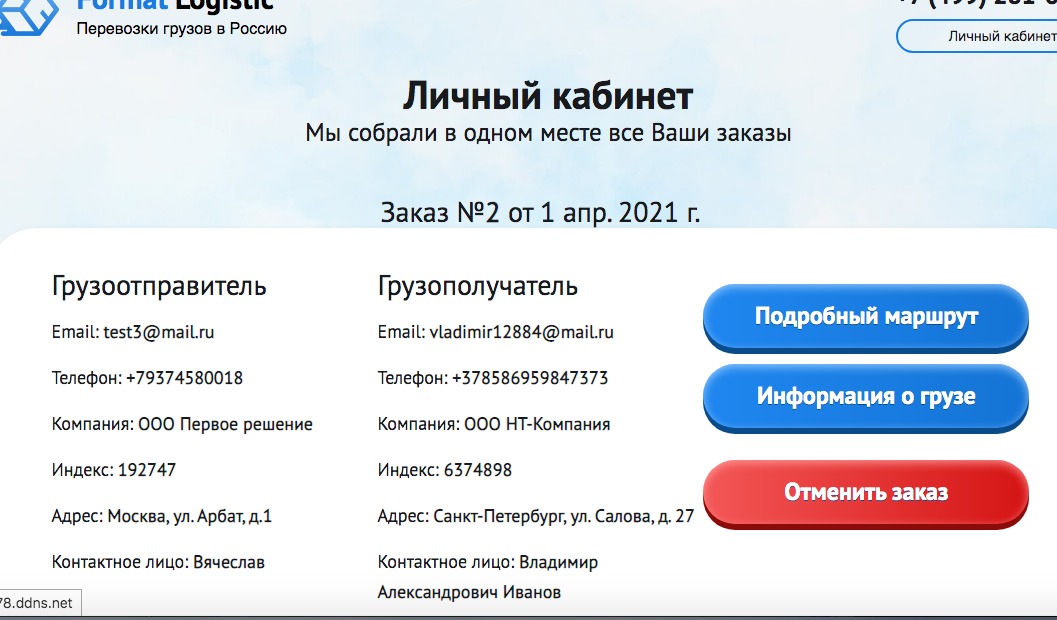 Format Logistic
Перевозки грузов в Россию
Личный кабинет
Личный кабинет
Мы собрали в одном месте все Ваши заказы
Заказ №2 от 1 апр. 2021 г.
Грузоотправитель
Email: test3@mail.ru
Телефон: +79374580018
Компания: ООО Первое решение
Индекс: 192747
Адрес: Москва, ул. Арбат, д.1
Контактное лицо: Вячеслав
Грузополучатель
Email: vladimir12884@mail.ru
Телефон: +378586959847373
Компания: ООО НТ-Компания
Индекс: 6374898
Адрес: Санкт-Петербург, ул. Салова, д. 27
Контактное лицо: Владимир
Александрович Иванов
Подробный маршрут
Информация о грузе
Отменить заказ
78.ddns.net